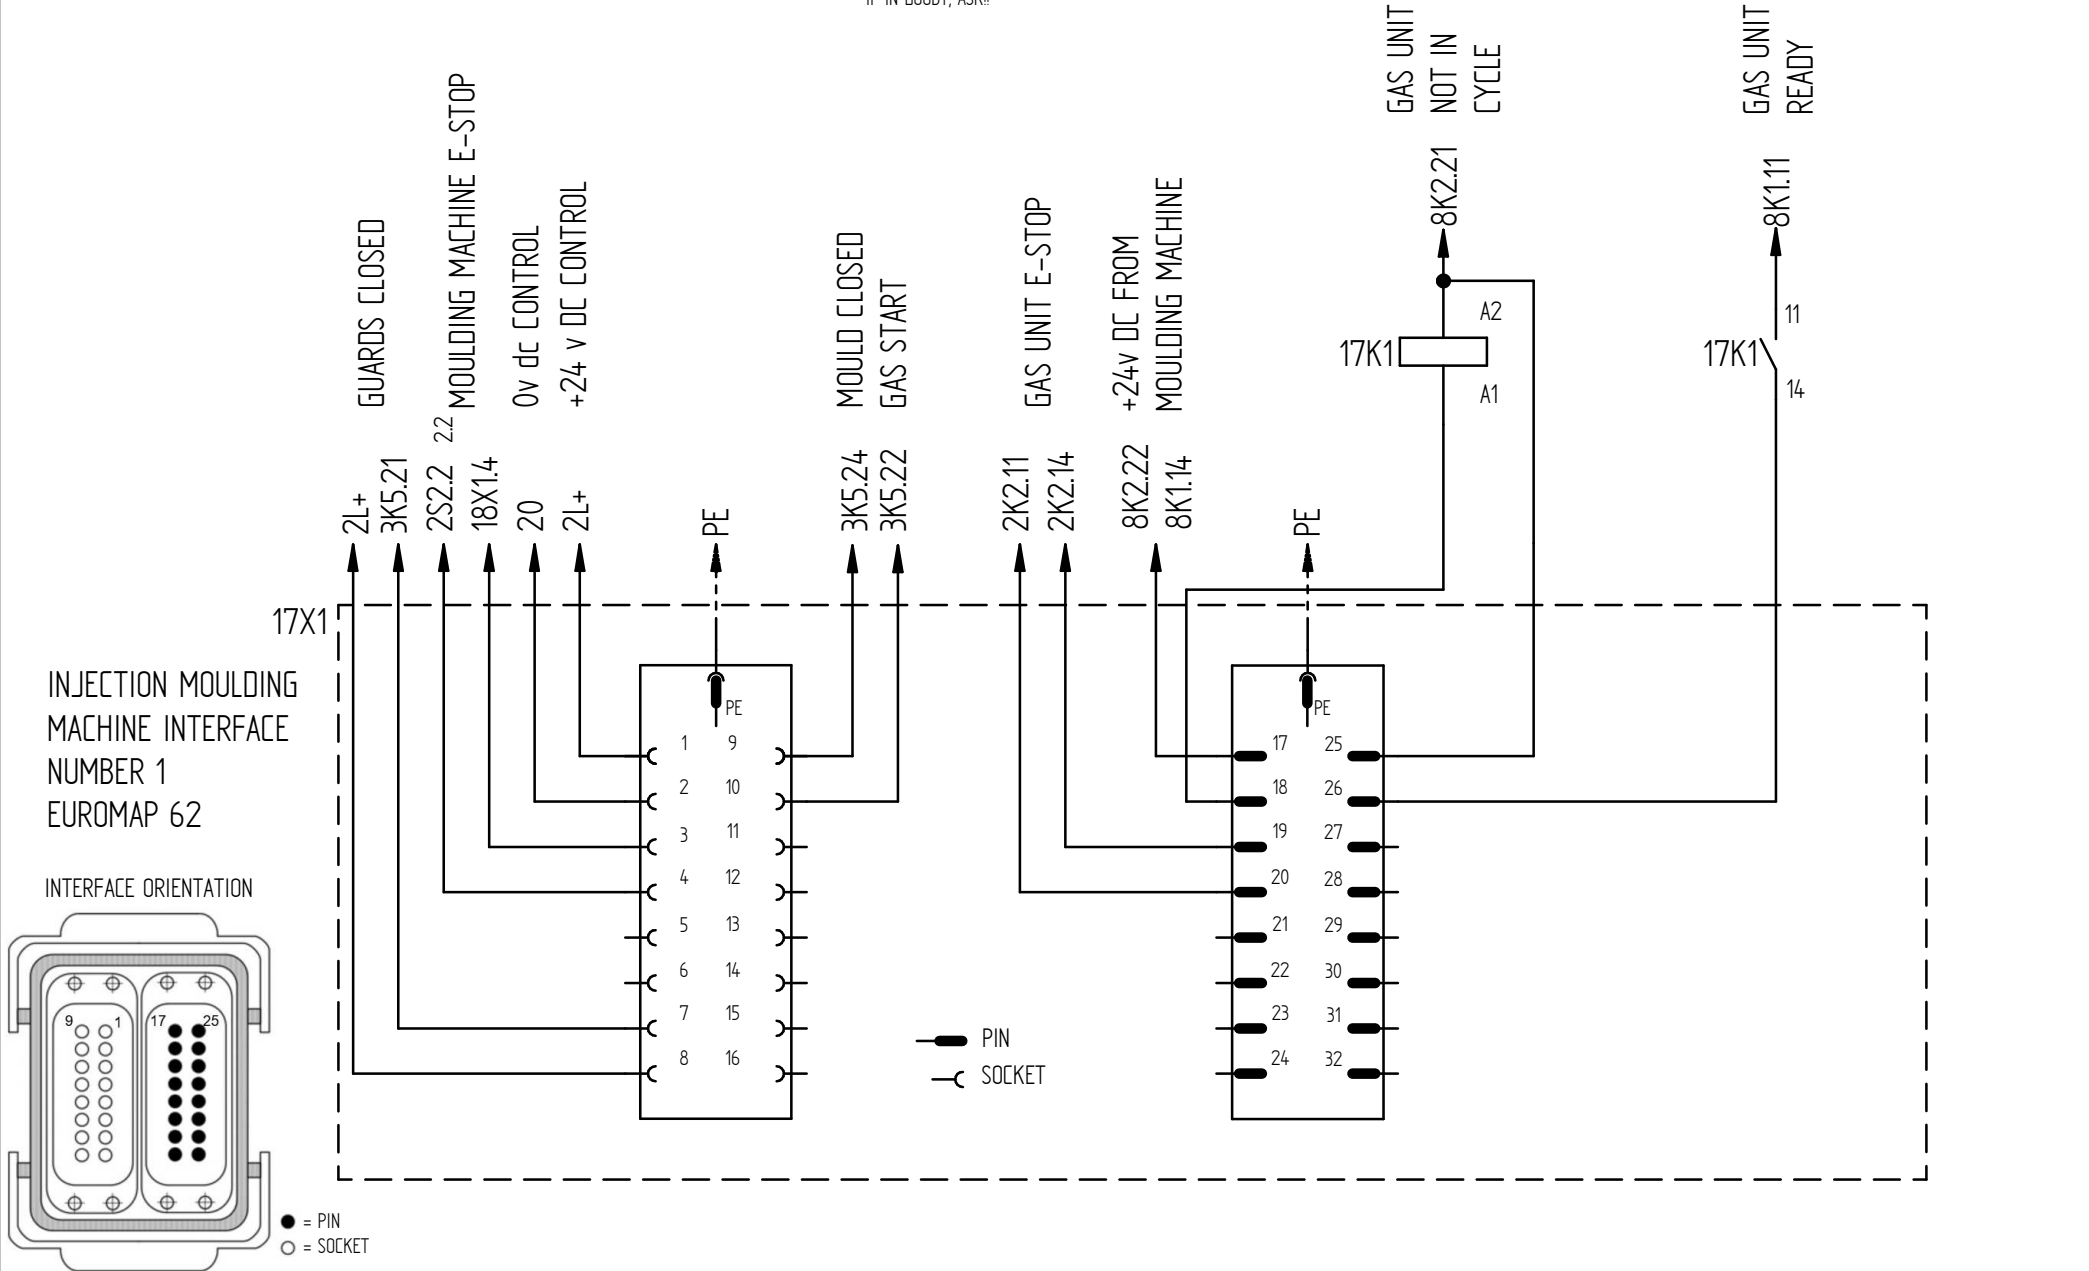 GAS UNIT
NOT IN
CYCLE
GAS UNIT
READY
8K2.21
8K1.11
GUARDS CLOSED
MOULDING MACHINE E-STOP
0v dc CONTROL
+24 v DC CONTROL
MOULD CLOSED
GAS START
GAS UNIT E-STOP
+24v DC FROM
MOULDING MACHINE
2L+
3K5.21
2S2.2
2.2
18X1.4
20
2L+
PE
3K5.24
3K5.22
2K2.11
2K2.14
8K2.22
8K1.14
PE
A2
17K1
A1
11
17K1
14
17X1
INJECTION MOULDING
MACHINE INTERFACE
NUMBER 1
EUROMAP 62
PE
1 9
2 10
3 11
4 12
5 13
6 14
7 15
8 16
PE
17 25
18 26
19 27
20 28
21 29
22 30
23 31
24 32
PIN
SOCKET
INTERFACE ORIENTATION
9 1 17 25
= PIN
= SOCKET